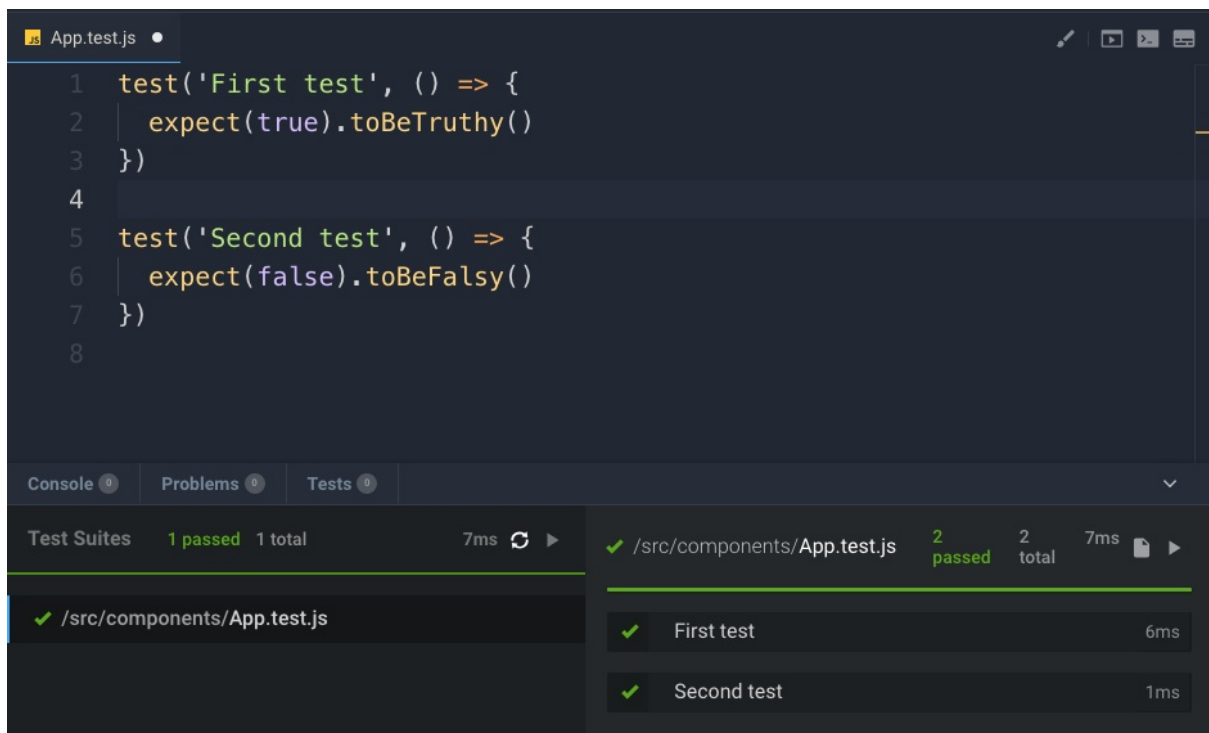 JS App.test.js
1 test('First test', () => {
2 expect(true).toBeTruthy()
3 })
4
5 test('Second test', () => {
6 expect(false).toBeFalsy()
7 })
8
Console 0 Problems 0 Tests 0
Test Suites 1 passed 1 total 7ms
/src/components/App.test.js
/src/components/App.test.js 2 passed 2 total 7ms
First test 6ms
Second test 1ms